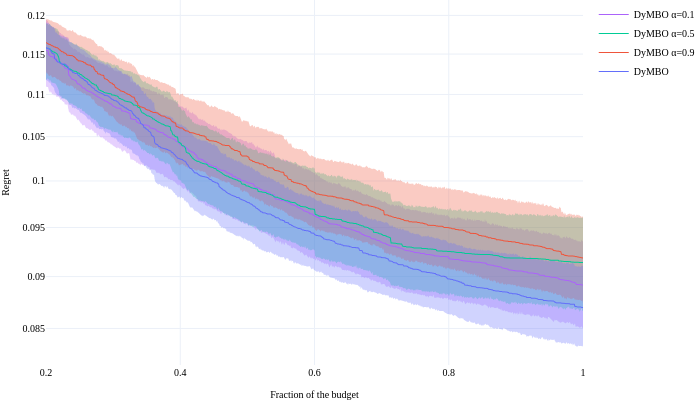 0.12
0.115
0.11
0.105
0.1
0.095
0.09
0.085
Regret
0.2
0.4
0.6
0.8
1
Fraction of the budget
DyMBO α=0.1
DyMBO α=0.5
DyMBO α=0.9
DyMBO